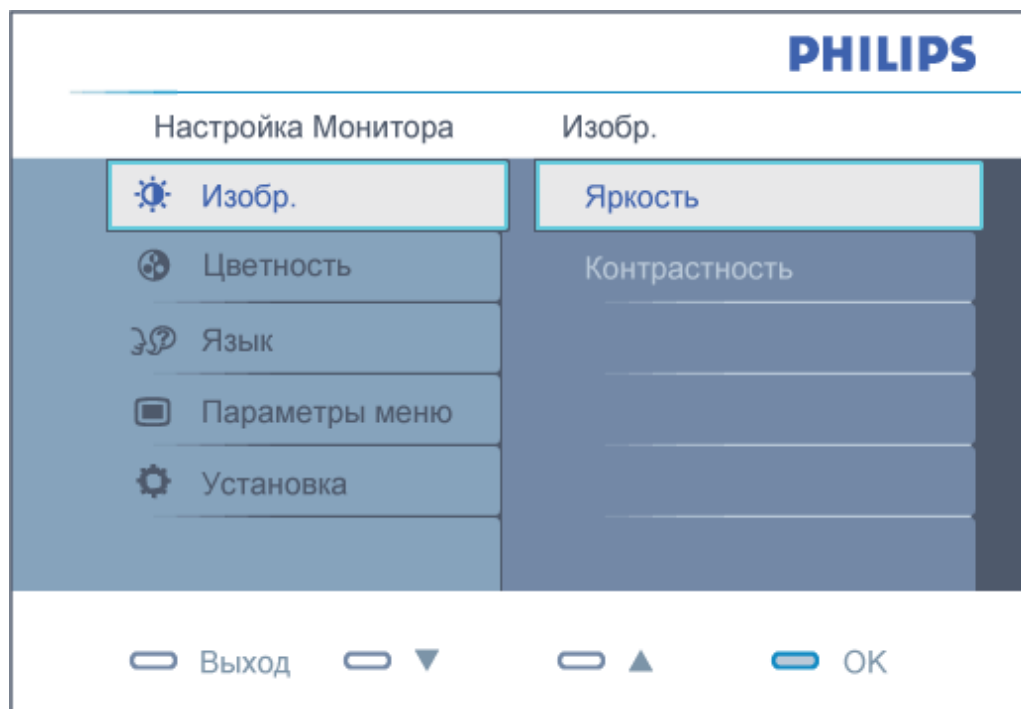 PHILIPS
Настройка Монитора Изобр.
Изобр. Яркость
Цветность Контрастность
Язык
Параметры меню
Установка
Выход ▼ ▲ OK